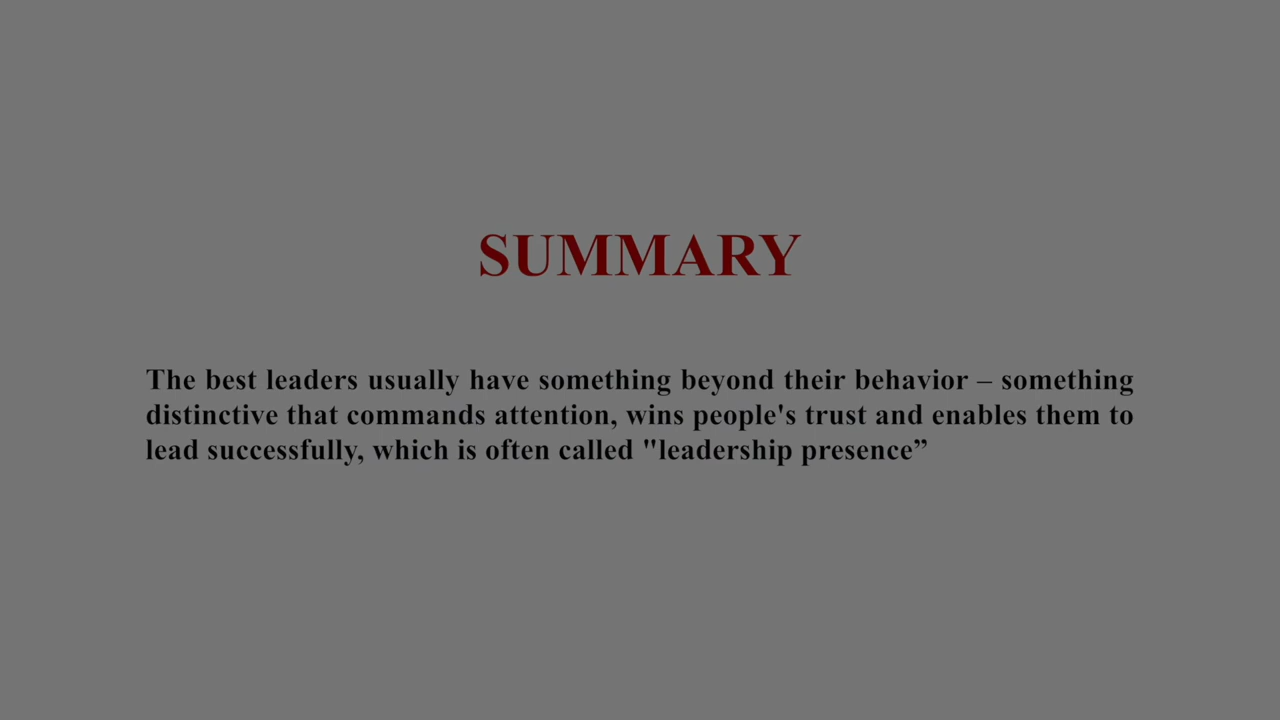 SUMMARY
The best leaders usually have something beyond their behavior – something
distinctive that commands attention, wins people's trust and enables them to
lead successfully, which is often called "leadership presence”